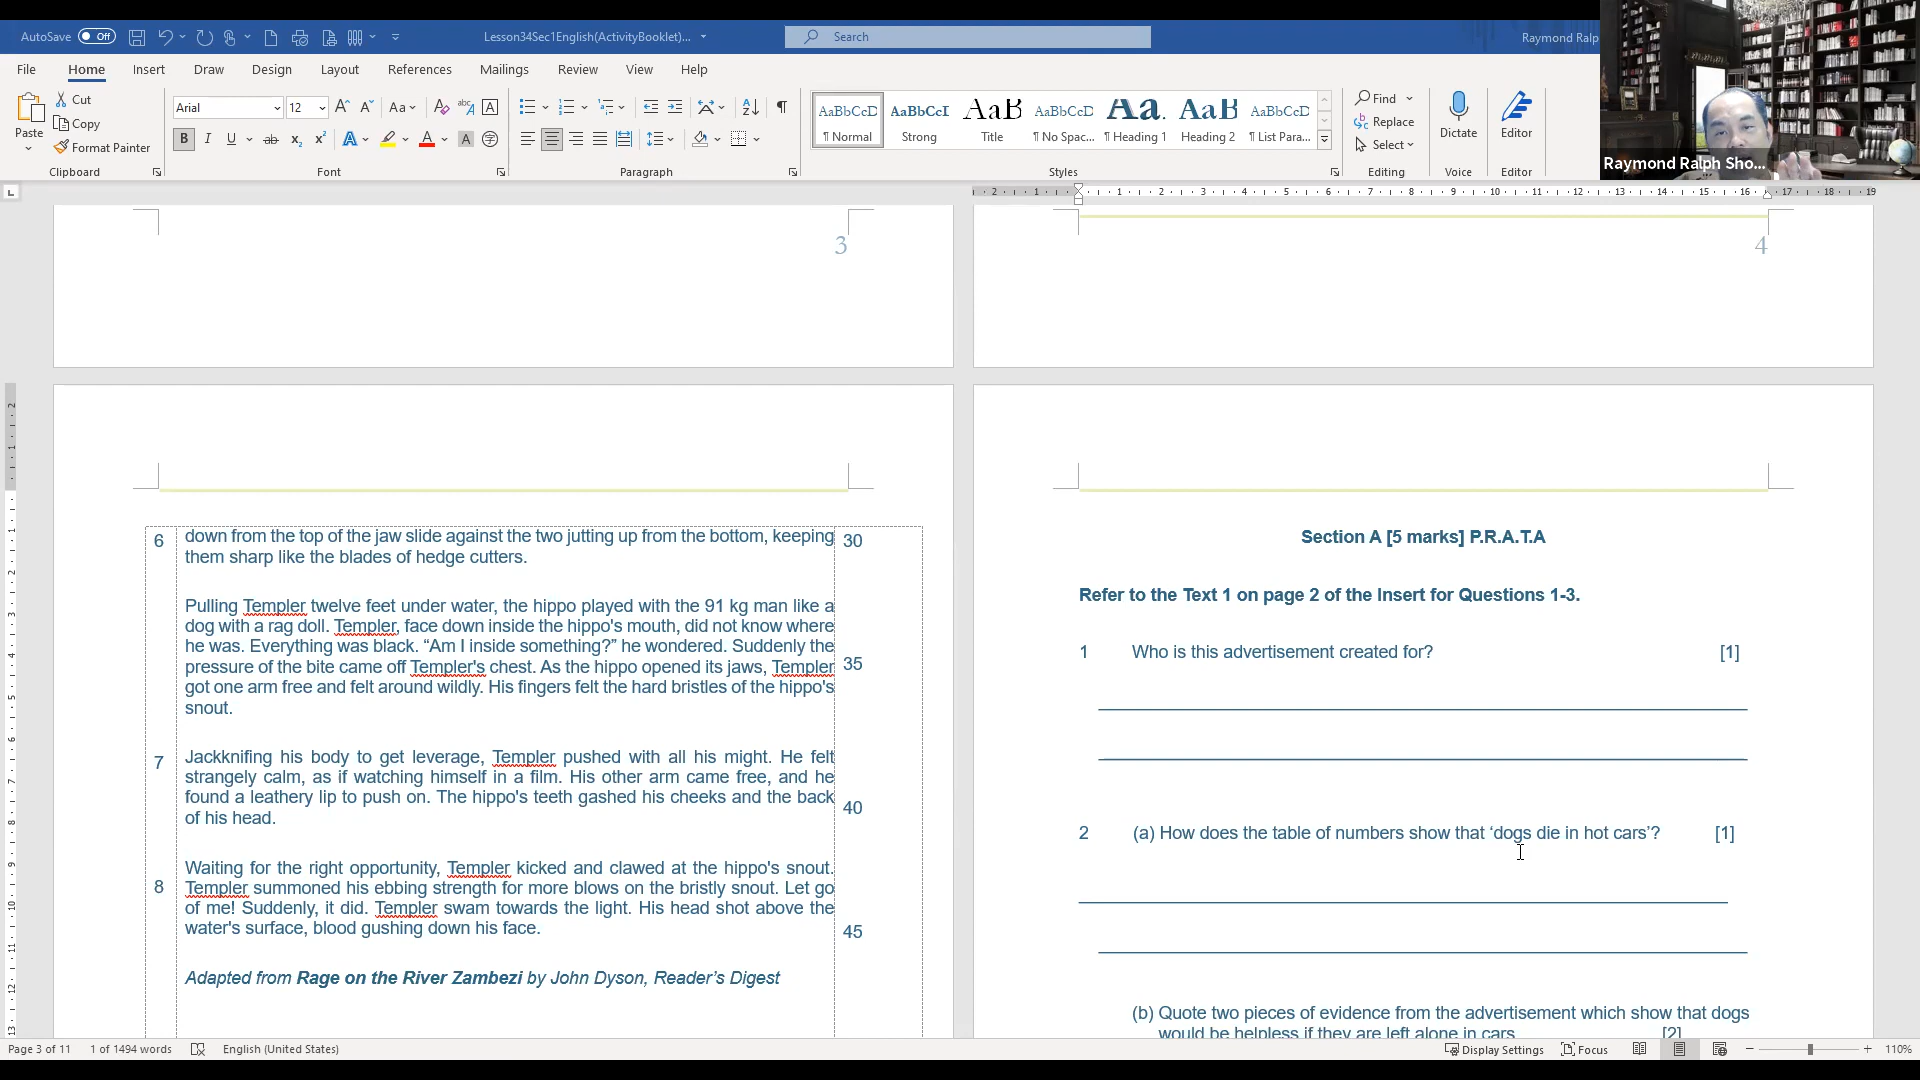 AutoSave Off
Lesson34Sec1English(ActivityBooklet)...
Search
Raymond Ralp
File Home Insert Draw Design Layout References Mailings Review View Help
Paste
Cut
Copy
Format Painter
Clipboard
Arial 12
Font
Paragraph
AaBbCcD AaBbCcI AaB AaBbCcD Aa. AaB AaBbCcD
¶ Normal Strong Title ¶ No Spac... ¶ Heading 1 Heading 2 ¶ List Para...
Styles
Find
Replace
Select
Editing
Dictate
Voice
Editor
Editor
Raymond Ralph Sho...
3
4
6 down from the top of the jaw slide against the two jutting up from the bottom, keeping 30
them sharp like the blades of hedge cutters.
Pulling Templer twelve feet under water, the hippo played with the 91 kg man like a
dog with a rag doll. Templer, face down inside the hippo's mouth, did not know where
he was. Everything was black. “Am I inside something?” he wondered. Suddenly the
pressure of the bite came off Templer's chest. As the hippo opened its jaws, Templer 35
got one arm free and felt around wildly. His fingers felt the hard bristles of the hippo's
snout.
7 Jackknifing his body to get leverage, Templer pushed with all his might. He felt
strangely calm, as if watching himself in a film. His other arm came free, and he
found a leathery lip to push on. The hippo's teeth gashed his cheeks and the back 40
of his head.
Waiting for the right opportunity, Templer kicked and clawed at the hippo's snout.
8 Templer summoned his ebbing strength for more blows on the bristly snout. Let go
of me! Suddenly, it did. Templer swam towards the light. His head shot above the
water's surface, blood gushing down his face. 45
Adapted from Rage on the River Zambezi by John Dyson, Reader’s Digest
Section A [5 marks] P.R.A.T.A
Refer to the Text 1 on page 2 of the Insert for Questions 1-3.
1 Who is this advertisement created for? [1]
2 (a) How does the table of numbers show that ‘dogs die in hot cars’? [1]
(b) Quote two pieces of evidence from the advertisement which show that dogs
would be helpless if they are left alone in cars. [2]
Page 3 of 11 1 of 1494 words English (United States) Display Settings Focus 110%